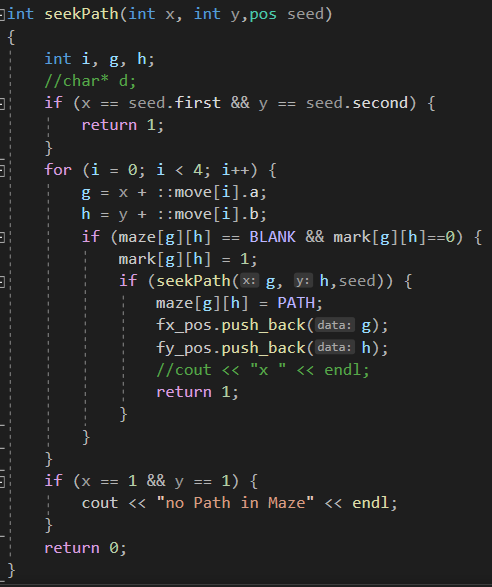 int seekPath(int x, int y,pos seed)
{
    int i, g, h;
    //char* d;
    if (x == seed.first && y == seed.second) {
        return 1;
    }
    for (i = 0; i < 4; i++) {
        g = x + ::move[i].a;
        h = y + ::move[i].b;
        if (maze[g][h] == BLANK && mark[g][h]==0) {
            mark[g][h] = 1;
            if (seekPath(x: g, y: h,seed)) {
                maze[g][h] = PATH;
                fx_pos.push_back(data: g);
                fy_pos.push_back(data: h);
                //cout << "x " << endl;
                return 1;
            }
        }
    }
    if (x == 1 && y == 1) {
        cout << "no Path in Maze" << endl;
    }
    return 0;
}